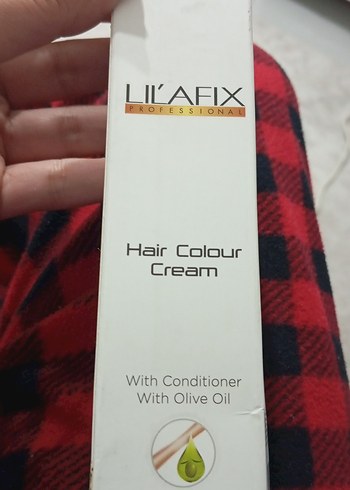 LIL'AFIX
PROFESSIONAL
Hair Colour
Cream
With Conditioner
With Olive Oil